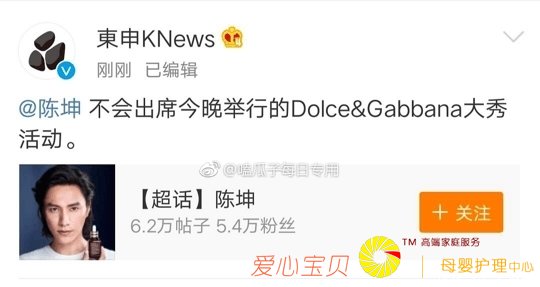 東申KNews
刚刚 已编辑
@陈坤 不会出席今晚举行的Dolce&Gabbana大秀
活动。
@嗑瓜子每日专用
【超话】陈坤
6.2万帖子 5.4万粉丝
+ 关注
爱心宝贝
TM 高端家庭服务
母婴护理中心